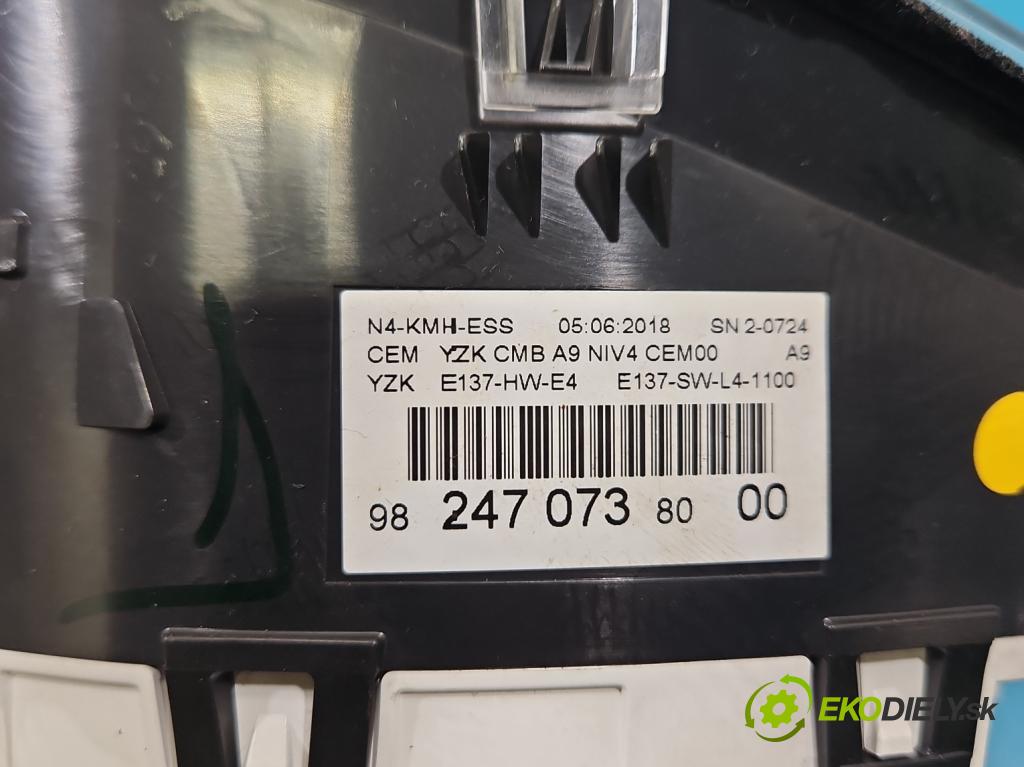 N4-KMH-ESS 05:06:2018 SN 2-0724
CEM YZK CMB A9 NIV4 CEM00 A9
YZK E137-HW-E4 E137-SW-L4-1100
98 247 073 80 00
EKODIELY.sk